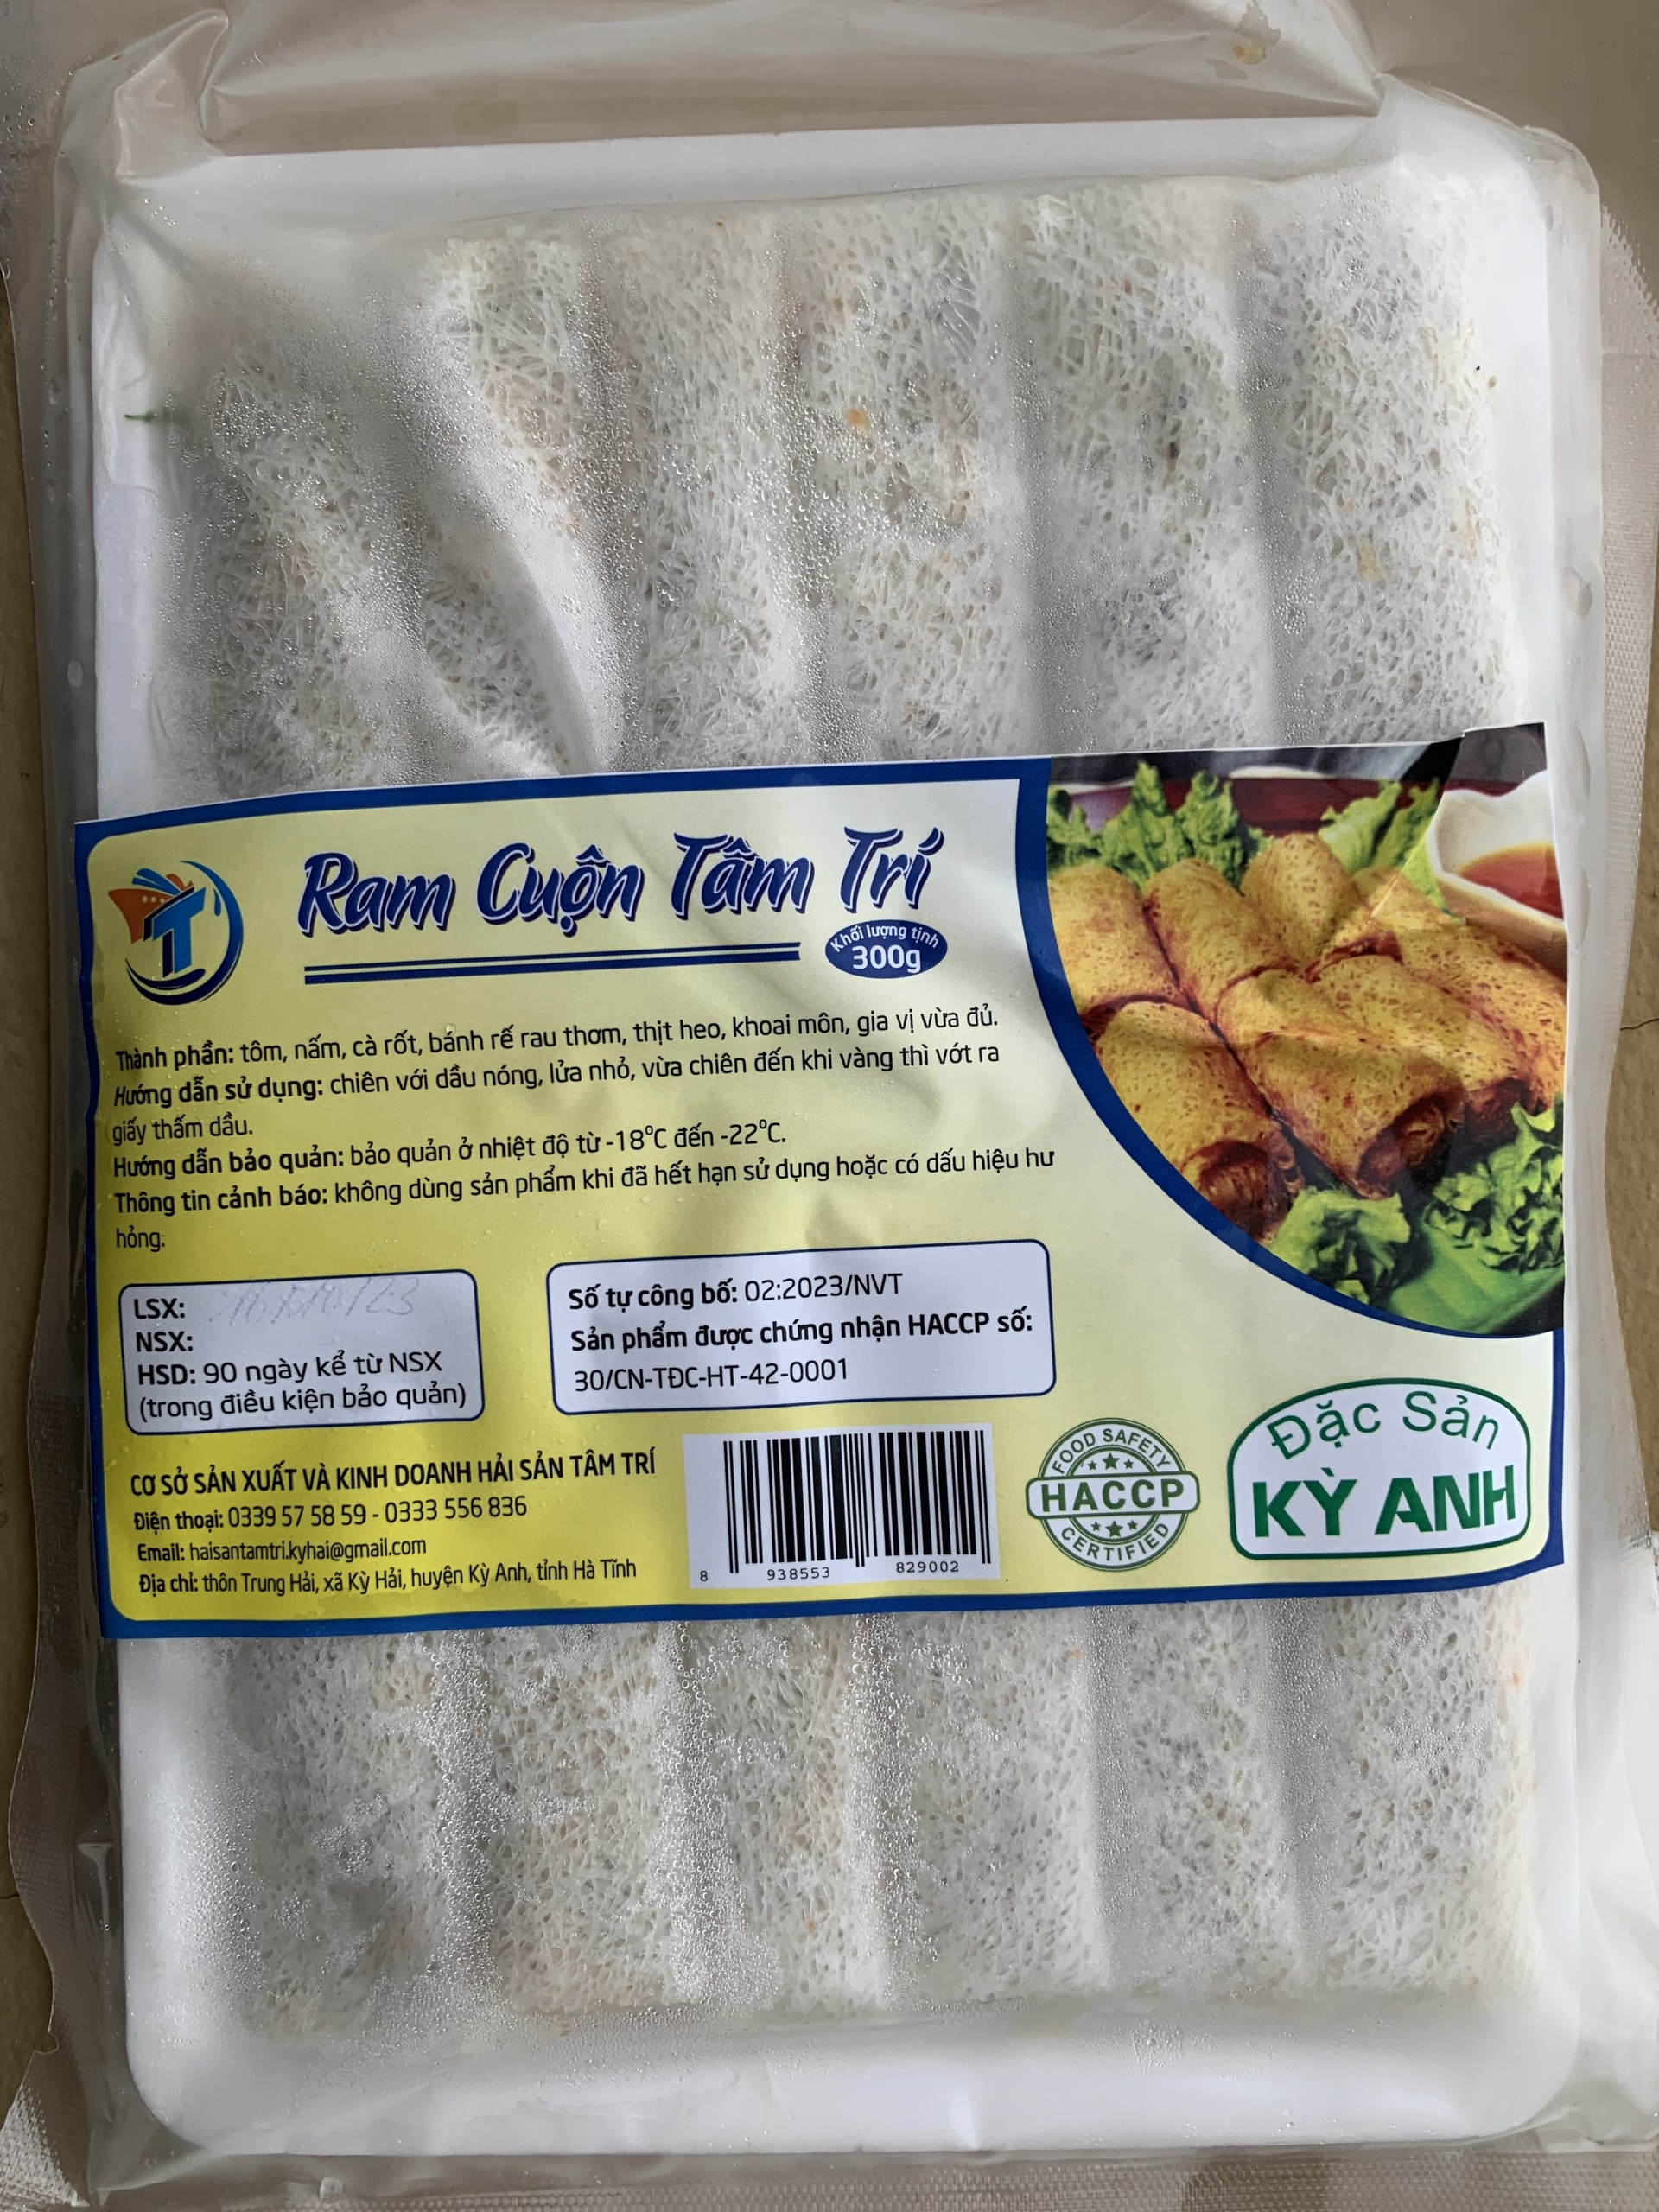 T
Ram Cuộn Tâm Trí
Khối lượng tịnh
300g
Thành phần: tôm, nấm, cà rốt, bánh rế rau thơm, thịt heo, khoai môn, gia vị vừa đủ.
Hướng dẫn sử dụng: chiên với dầu nóng, lửa nhỏ, vừa chiên đến khi vàng thì vớt ra
giấy thấm dầu.
Hướng dẫn bảo quản: bảo quản ở nhiệt độ từ -18°C đến -22°C.
Thông tin cảnh báo: không dùng sản phẩm khi đã hết hạn sử dụng hoặc có dấu hiệu hư
hỏng.
LSX:
NSX:
HSD: 90 ngày kể từ NSX
(trong điều kiện bảo quản)
Số tự công bố: 02:2023/NVT
Sản phẩm được chứng nhận HACCP số:
30/CN-TĐC-HT-42-0001
CƠ SỞ SẢN XUẤT VÀ KINH DOANH HẢI SẢN TÂM TRÍ
Điện thoại: 0339 57 58 59 - 0333 556 836
Email: haisantamtri.kyhai@gmail.com
Địa chỉ: thôn Trung Hải, xã Kỳ Hải, huyện Kỳ Anh, tỉnh Hà Tĩnh
8 938553 829002
FOOD SAFETY
HACCP
CERTIFIED
Đặc Sản
KỲ ANH